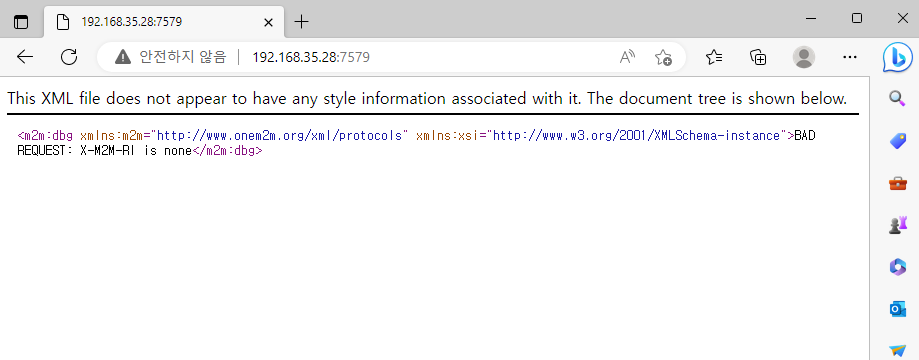 192.168.35.28:7579
안전하지 않음 192.168.35.28:7579
This XML file does not appear to have any style information associated with it. The document tree is shown below.
<m2m:dbg xmlns:m2m="http://www.onem2m.org/xml/protocols" xmlns:xsi="http://www.w3.org/2001/XMLSchema-instance">BAD
REQUEST: X-M2M-RI is none</m2m:dbg>